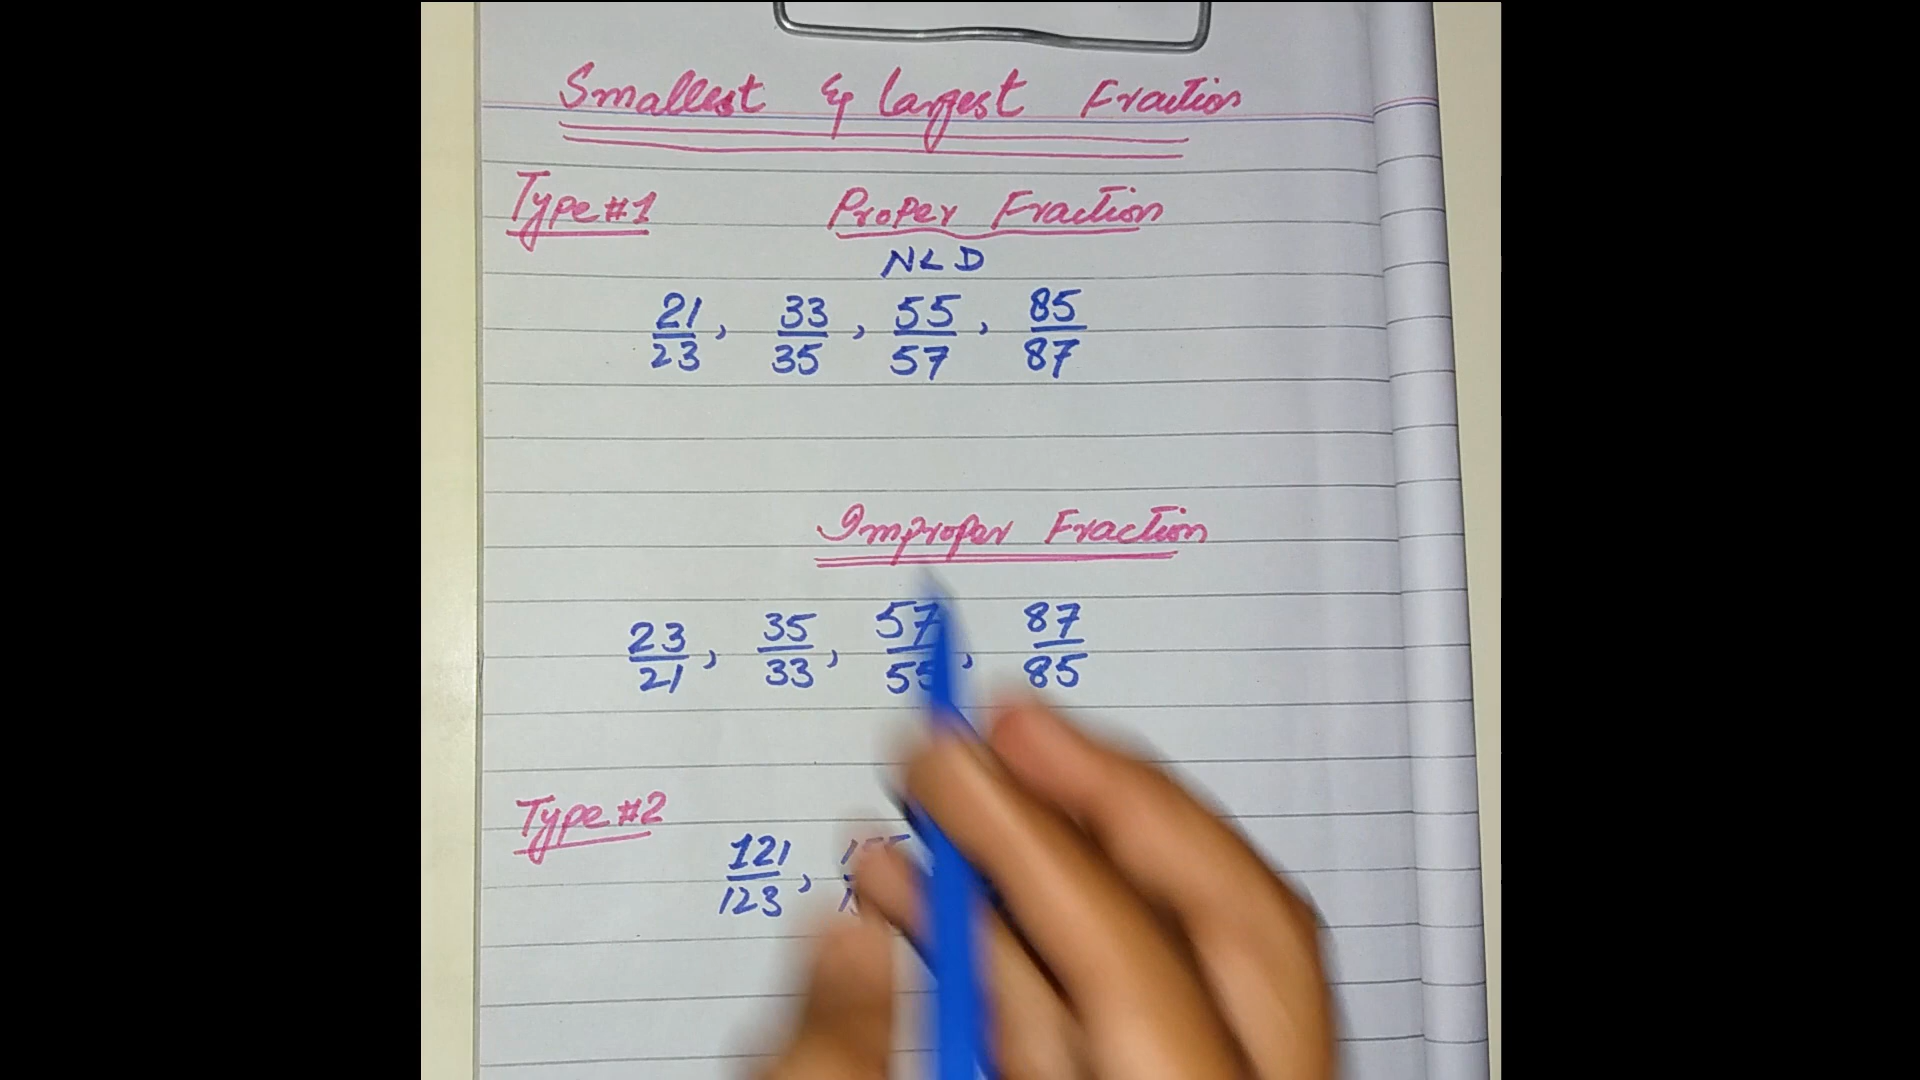 Smallest & largest Fraction
Type #1 Proper Fraction
N < D
21/23, 33/35, 55/57, 85/87
Improper Fraction
23/21, 35/33, 57/55, 87/85
Type #2
121/123,